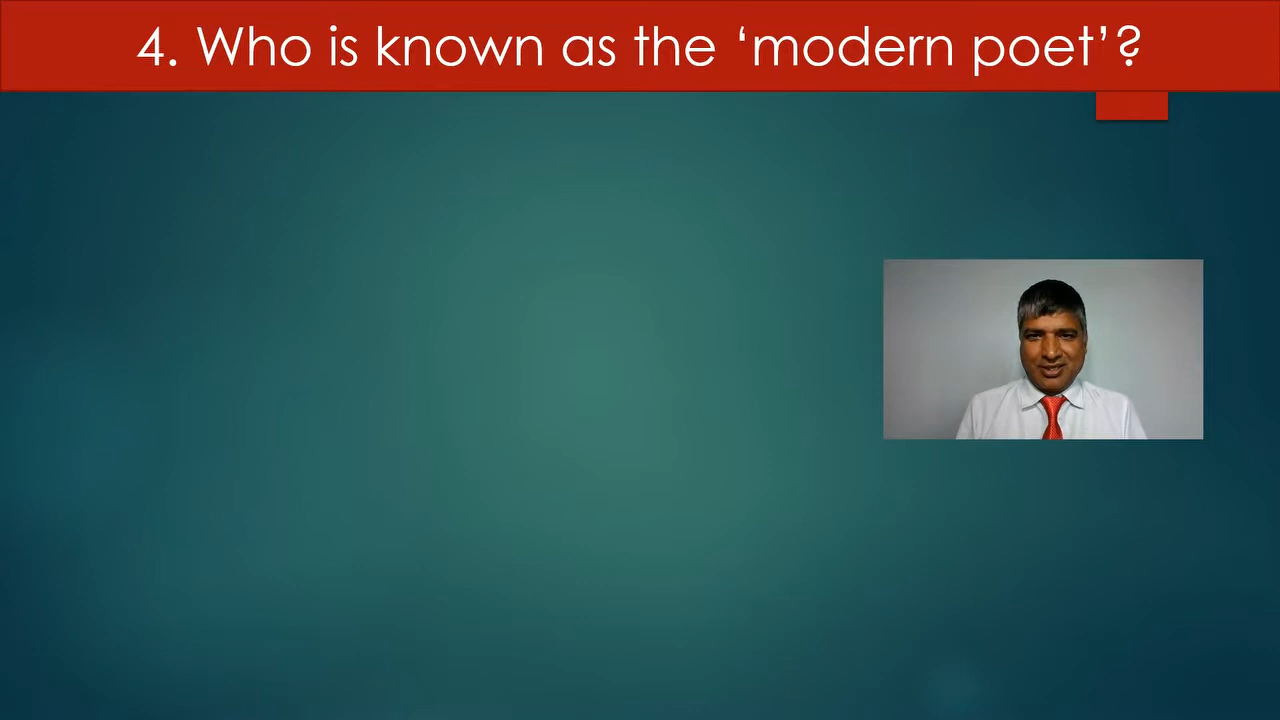 4. Who is known as the ‘modern poet’?